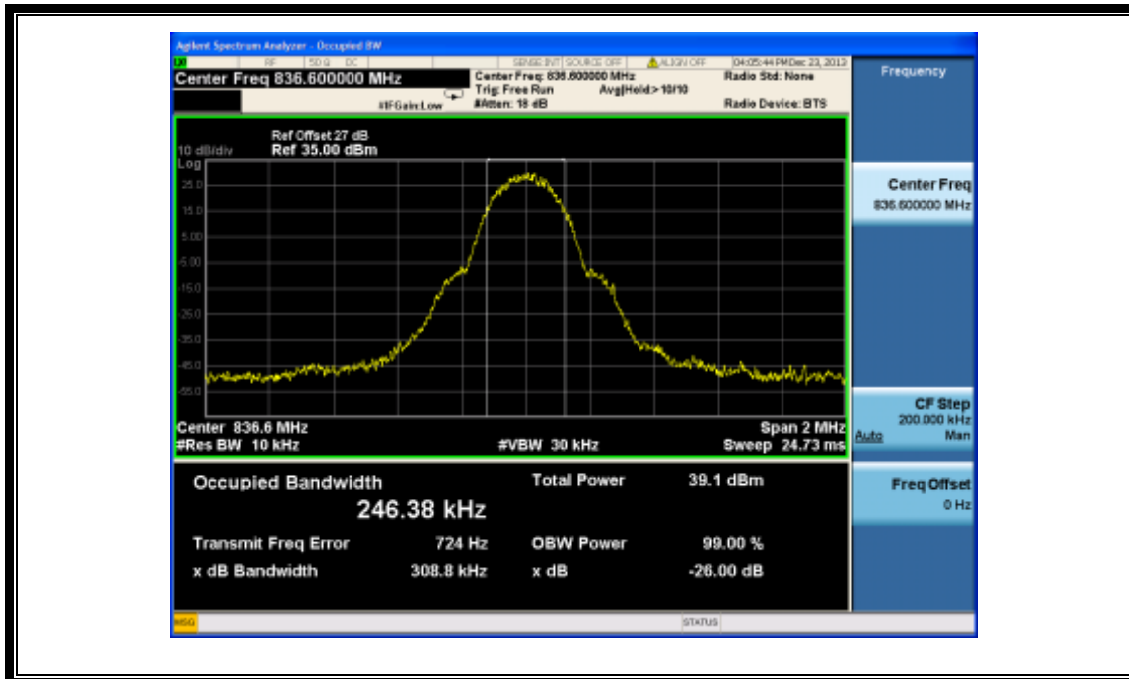 Agilent Spectrum Analyzer - Occupied BW
LXI RF 50 Ω DC SENSE:INT SOURCE OFF ALIGN OFF 04:05:44 PM Dec 23, 2013
Center Freq 836.600000 MHz Center Freq: 836.600000 MHz Radio Std: None Frequency
Trig: Free Run Avg|Hold:> 10/10
#IFGain:Low #Atten: 18 dB Radio Device: BTS
Ref Offset 27 dB
10 dB/div Ref 35.00 dBm
Log
25.0
15.0
5.00
-5.00
-15.0
-25.0
-35.0
-45.0
-55.0
Center 836.6 MHz Span 2 MHz
#Res BW 10 kHz #VBW 30 kHz Sweep 24.73 ms
Occupied Bandwidth Total Power 39.1 dBm
246.38 kHz
Transmit Freq Error 724 Hz OBW Power 99.00 %
x dB Bandwidth 308.8 kHz x dB -26.00 dB
Center Freq
836.600000 MHz
CF Step
200.000 kHz
Auto Man
Freq Offset
0 Hz
MSG STATUS